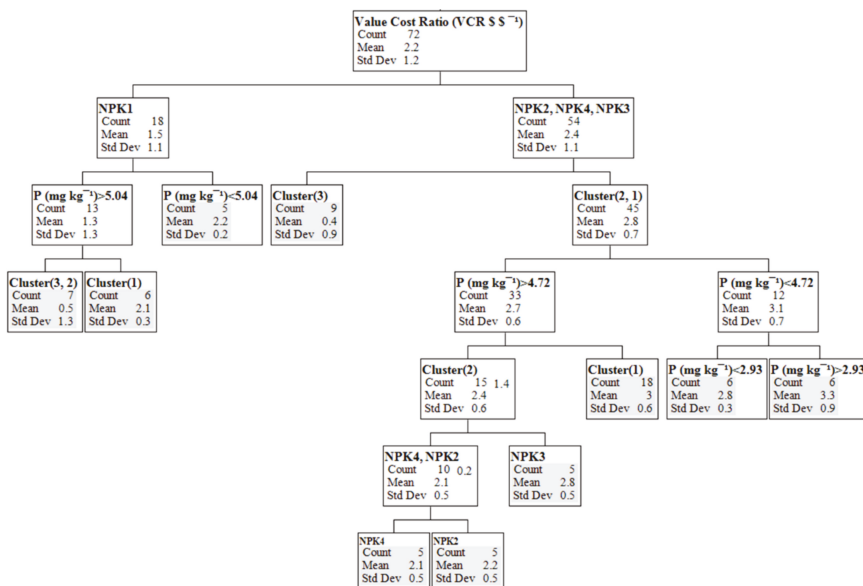 Value Cost Ratio (VCR $ $ ⁻¹)
Count 72
Mean 2.2
Std Dev 1.2
NPK1
Count 18
Mean 1.5
Std Dev 1.1
NPK2, NPK4, NPK3
Count 54
Mean 2.4
Std Dev 1.1
P (mg kg⁻¹)>5.04
Count 13
Mean 1.3
Std Dev 1.3
P (mg kg⁻¹)<5.04
Count 5
Mean 2.2
Std Dev 0.2
Cluster(3)
Count 9
Mean 0.4
Std Dev 0.9
Cluster(2, 1)
Count 45
Mean 2.8
Std Dev 0.7
Cluster(3, 2)
Count 7
Mean 0.5
Std Dev 1.3
Cluster(1)
Count 6
Mean 2.1
Std Dev 0.3
P (mg kg⁻¹)>4.72
Count 33
Mean 2.7
Std Dev 0.6
P (mg kg⁻¹)<4.72
Count 12
Mean 3.1
Std Dev 0.7
Cluster(2)
Count 15 1.4
Mean 2.4
Std Dev 0.6
Cluster(1)
Count 18
Mean 3
Std Dev 0.6
P (mg kg⁻¹)<2.93
Count 6
Mean 2.8
Std Dev 0.3
P (mg kg⁻¹)>2.93
Count 6
Mean 3.3
Std Dev 0.9
NPK4, NPK2
Count 10 0.2
Mean 2.1
Std Dev 0.5
NPK3
Count 5
Mean 2.8
Std Dev 0.5
NPK4
Count 5
Mean 2.1
Std Dev 0.5
NPK2
Count 5
Mean 2.2
Std Dev 0.5